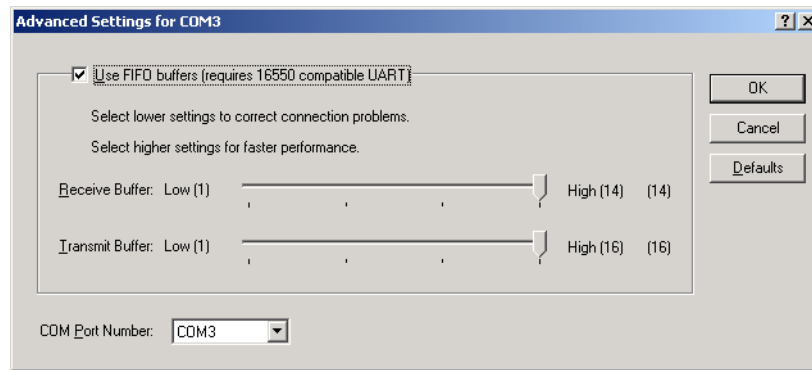 Advanced Settings for COM3
Use FIFO buffers (requires 16550 compatible UART)
OK
Select lower settings to correct connection problems.
Cancel
Select higher settings for faster performance.
Defaults
Receive Buffer: Low (1) High (14) (14)
Transmit Buffer: Low (1) High (16) (16)
COM Port Number: COM3